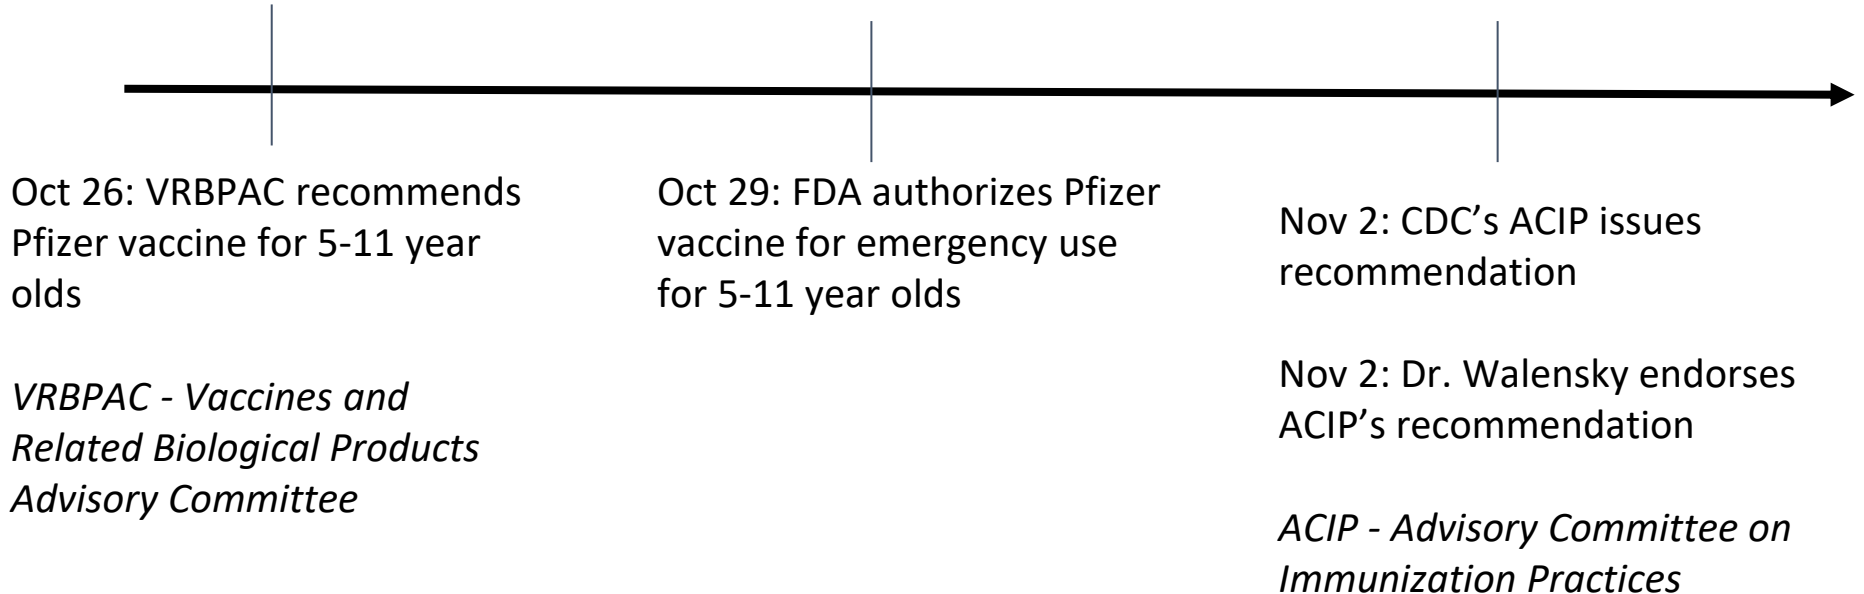 Oct 26: VRBPAC recommends
Pfizer vaccine for 5-11 year
olds
VRBPAC - Vaccines and
Related Biological Products
Advisory Committee
Oct 29: FDA authorizes Pfizer
vaccine for emergency use
for 5-11 year olds
Nov 2: CDC’s ACIP issues
recommendation
Nov 2: Dr. Walensky endorses
ACIP’s recommendation
ACIP - Advisory Committee on
Immunization Practices